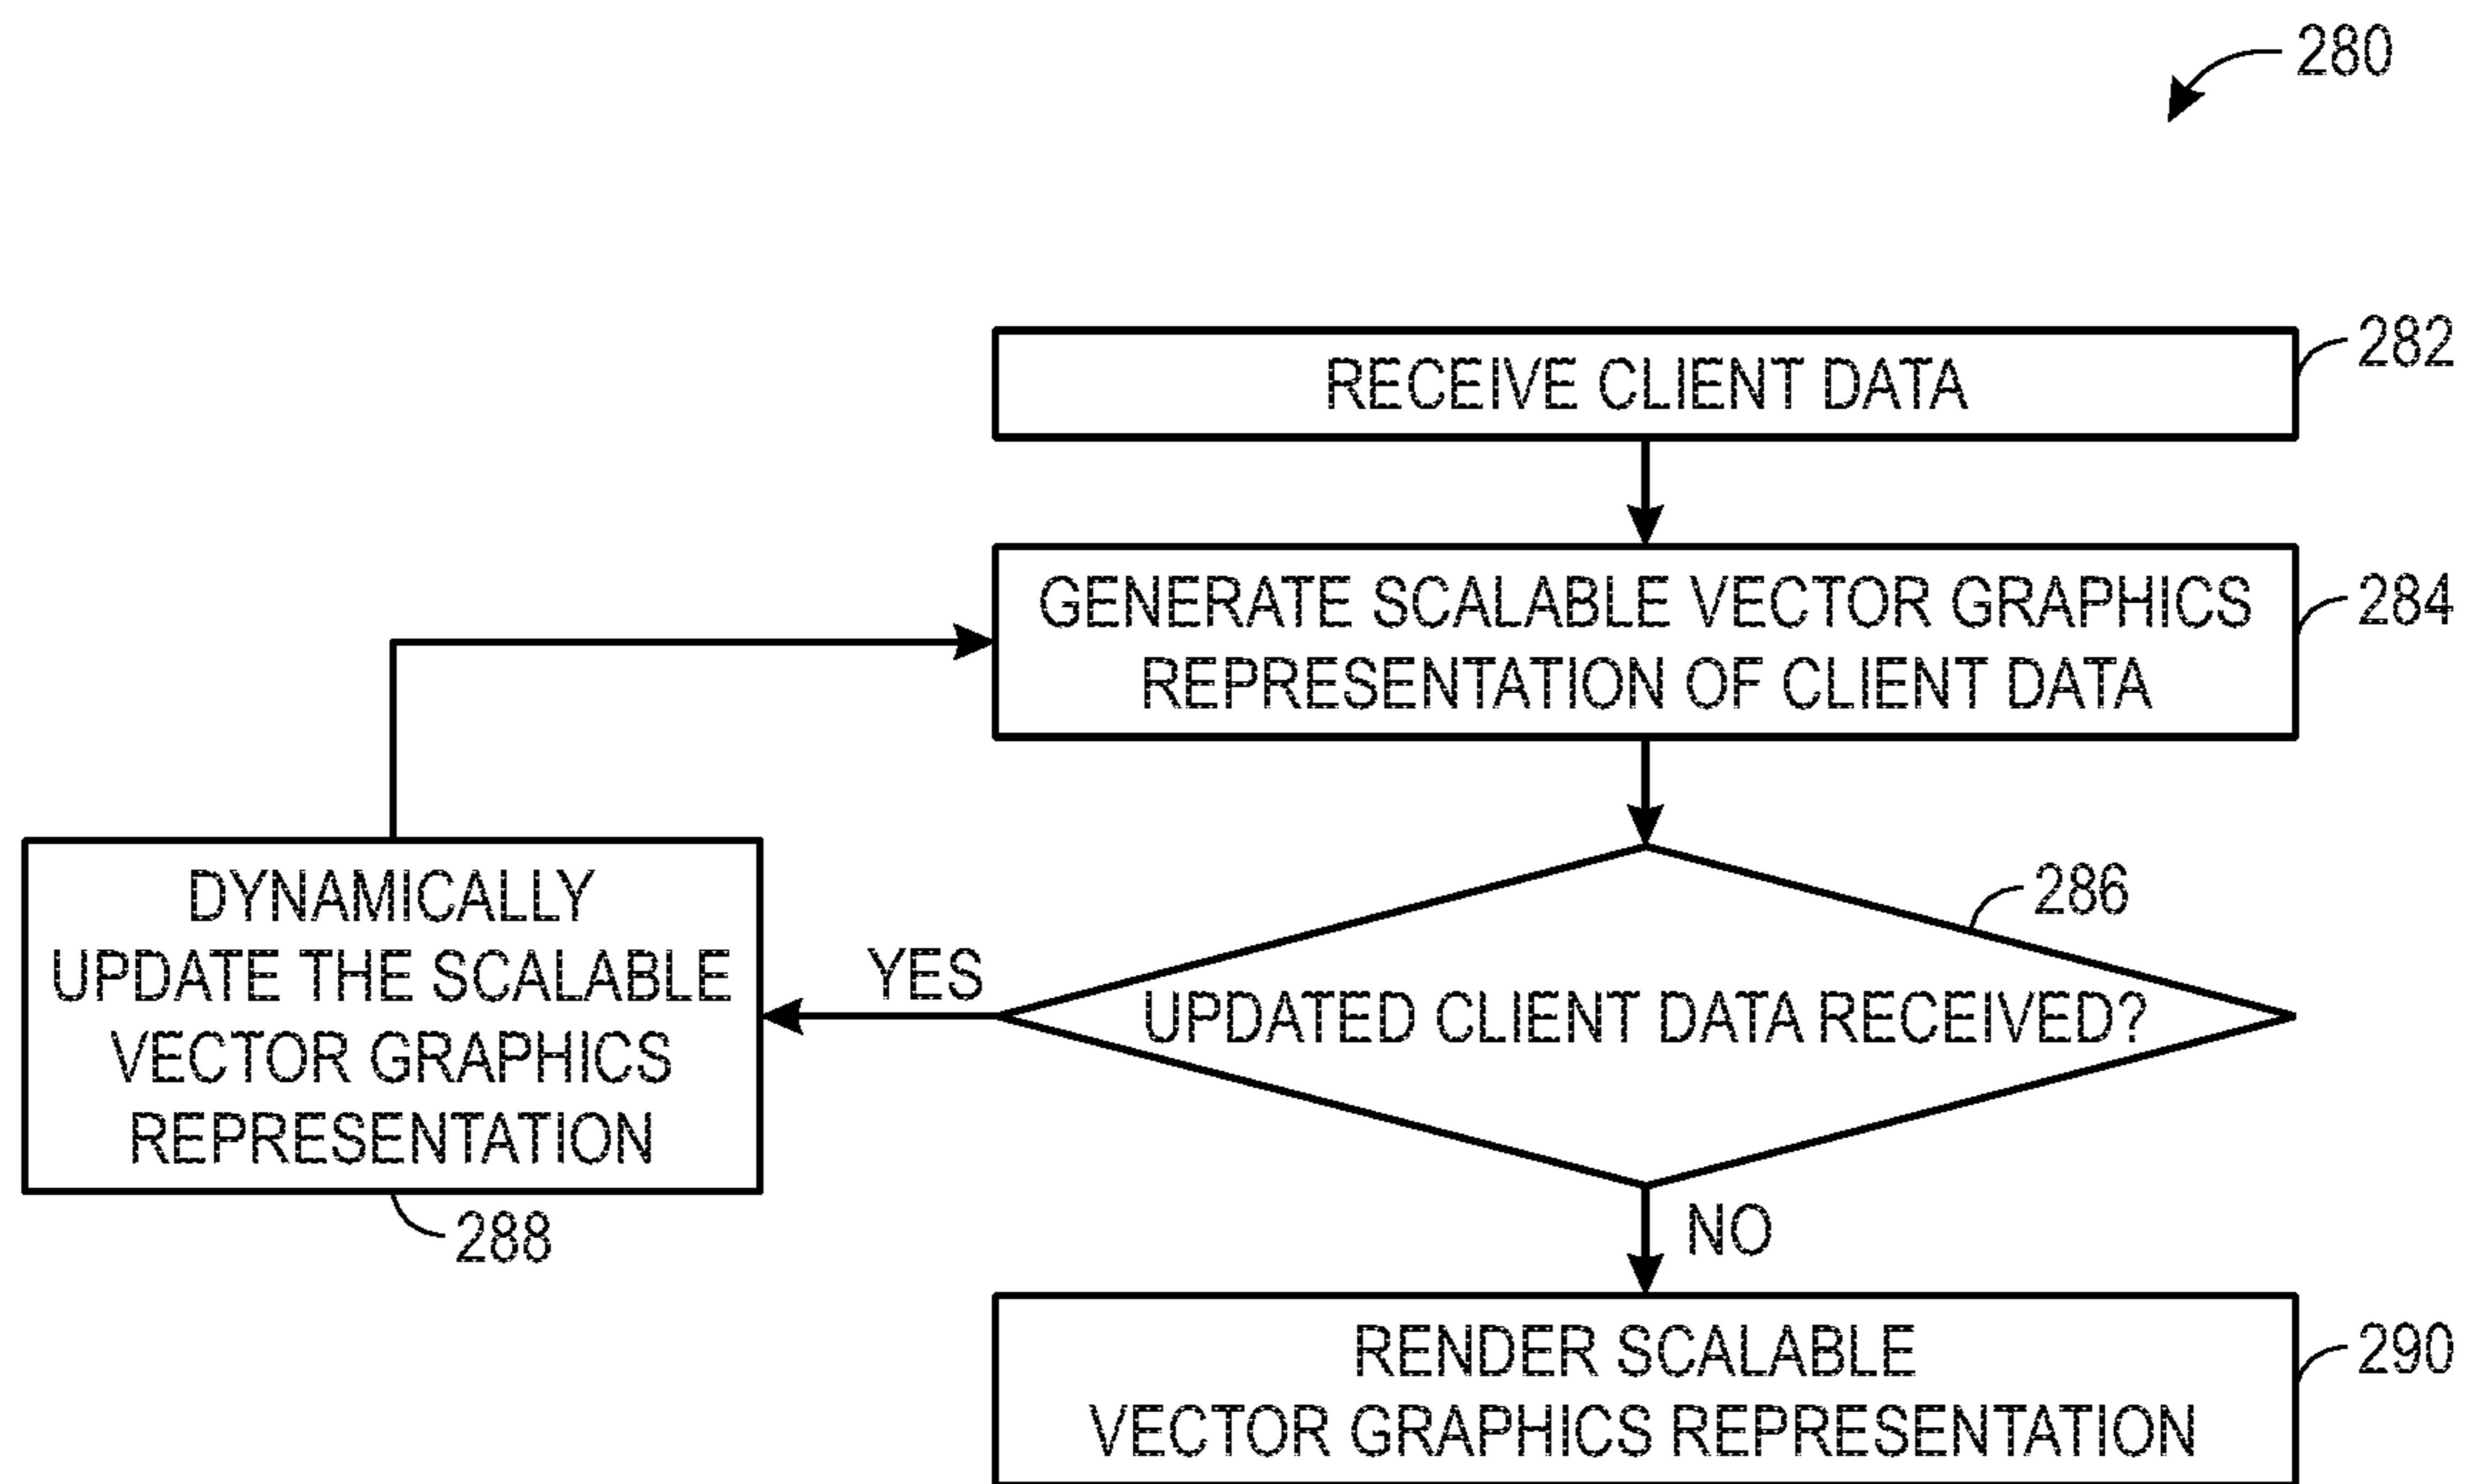 280
RECEIVE CLIENT DATA
282
GENERATE SCALABLE VECTOR GRAPHICS
REPRESENTATION OF CLIENT DATA
284
DYNAMICALLY
UPDATE THE SCALABLE
VECTOR GRAPHICS
REPRESENTATION
288
YES
286
UPDATED CLIENT DATA RECEIVED?
NO
RENDER SCALABLE
VECTOR GRAPHICS REPRESENTATION
290